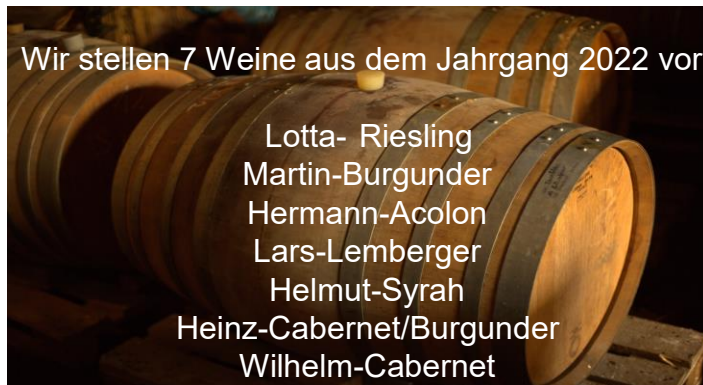 Wir stellen 7 Weine aus dem Jahrgang 2022 vor
Lotta- Riesling
Martin-Burgunder
Hermann-Acolon
Lars-Lemberger
Helmut-Syrah
Heinz-Cabernet/Burgunder
Wilhelm-Cabernet